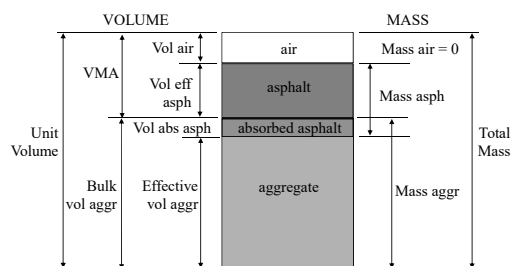 VOLUME
MASS
Vol air
air
Mass air = 0
VMA
Vol eff
asph
asphalt
Mass asph
Vol abs asph
absorbed asphalt
Unit
Volume
Total
Mass
Bulk
vol aggr
Effective
vol aggr
aggregate
Mass aggr